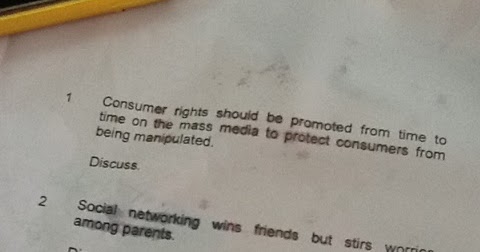 1 Consumer rights should be promoted from time to
time on the mass media to protect consumers from
being manipulated.
Discuss.
2 Social networking wins friends but stirs
among parents.